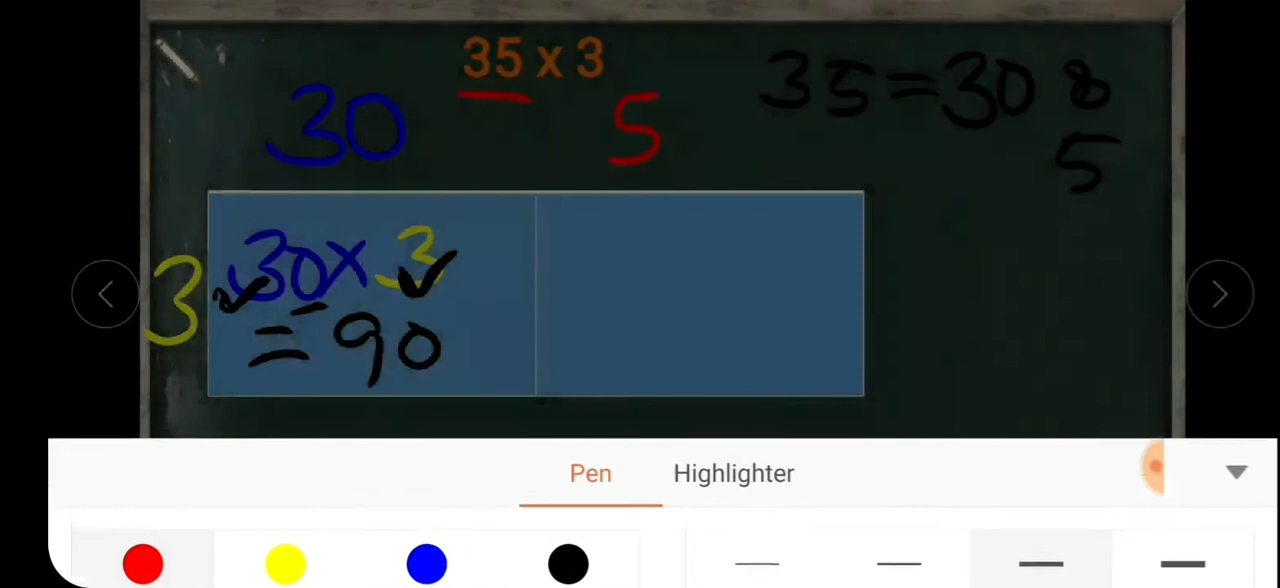 35 x 3
35 = 30 &
30 5
5
3 30 x 3
= 90
Pen Highlighter